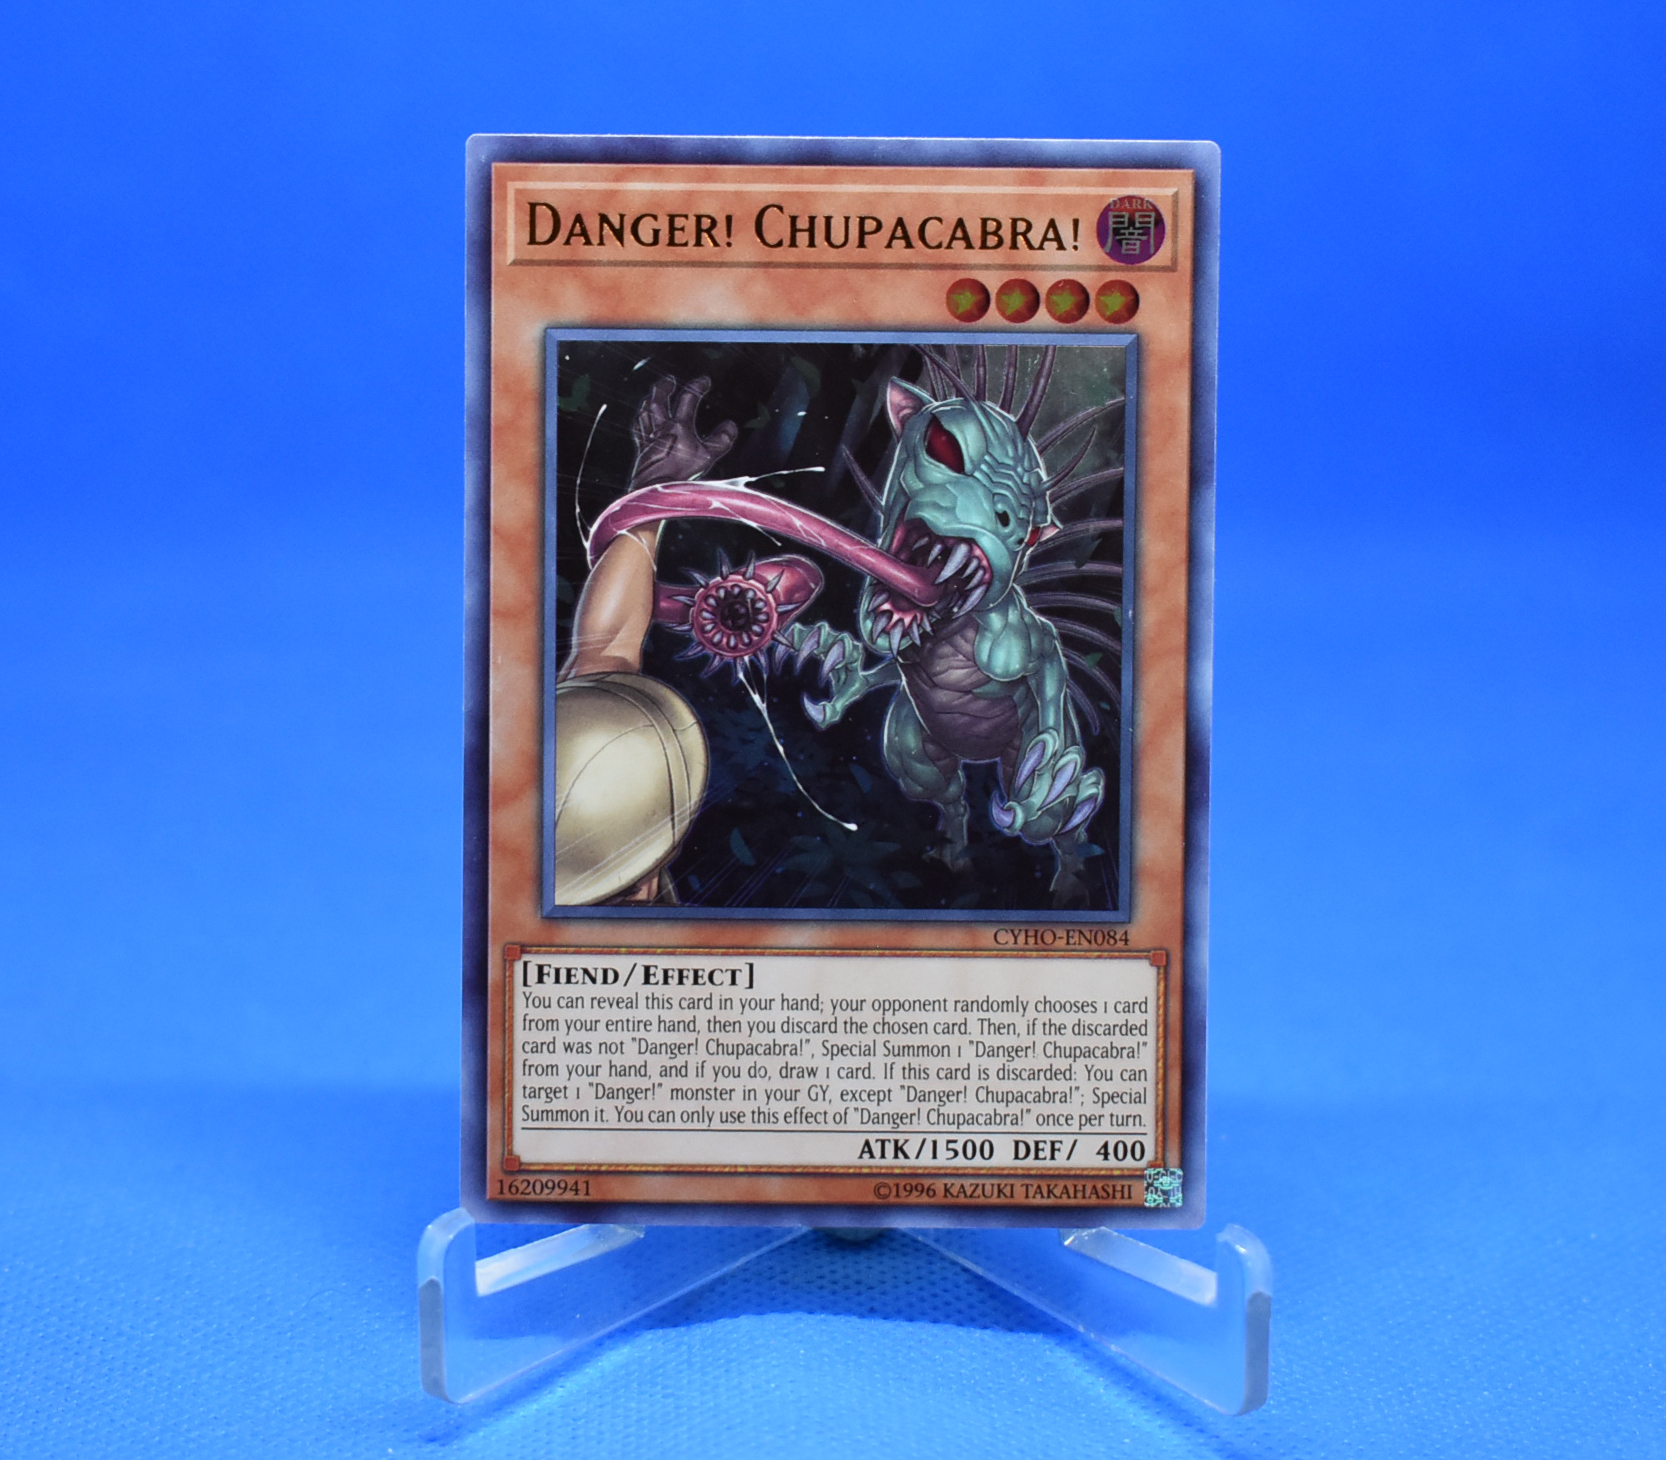 DANGER! CHUPACABRA!
DARK
闇
CYHO-EN084
[FIEND/EFFECT]
You can reveal this card in your hand; your opponent randomly chooses 1 card
from your entire hand, then you discard the chosen card. Then, if the discarded
card was not "Danger! Chupacabra!", Special Summon 1 "Danger! Chupacabra!"
from your hand, and if you do, draw 1 card. If this card is discarded: You can
target 1 "Danger!" monster in your GY, except "Danger! Chupacabra!"; Special
Summon it. You can only use this effect of "Danger! Chupacabra!" once per turn.
ATK/1500 DEF/ 400
16209941 ©1996 KAZUKI TAKAHASHI